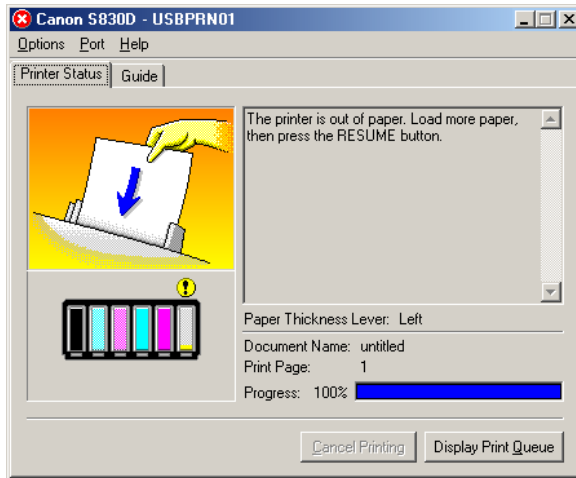 Canon S830D - USBPRN01
Options Port Help
Printer Status Guide
The printer is out of paper. Load more paper,
then press the RESUME button.
Paper Thickness Lever: Left
Document Name: untitled
Print Page: 1
Progress: 100%
Cancel Printing Display Print Queue